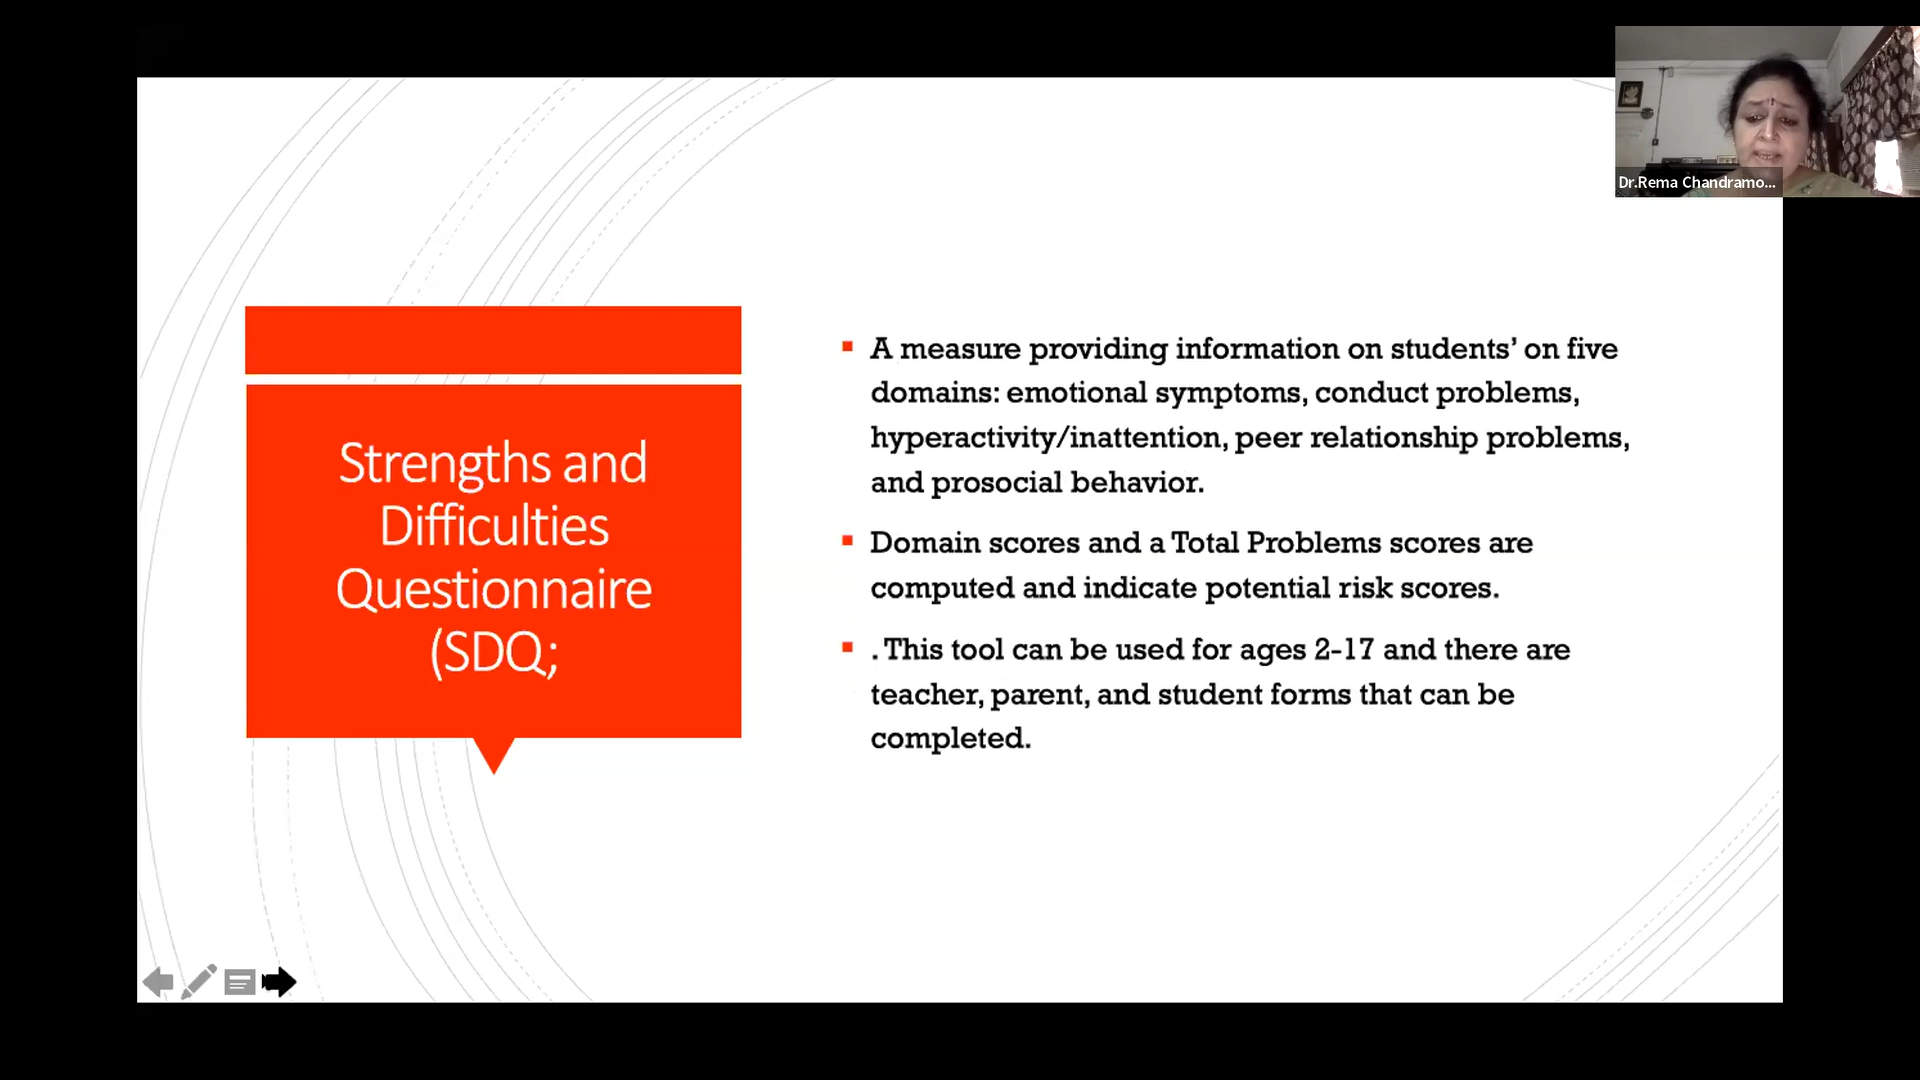 Dr.Rema Chandramo...
Strengths and
Difficulties
Questionnaire
(SDQ;
A measure providing information on students’ on five
domains: emotional symptoms, conduct problems,
hyperactivity/inattention, peer relationship problems,
and prosocial behavior.
Domain scores and a Total Problems scores are
computed and indicate potential risk scores.
. This tool can be used for ages 2-17 and there are
teacher, parent, and student forms that can be
completed.